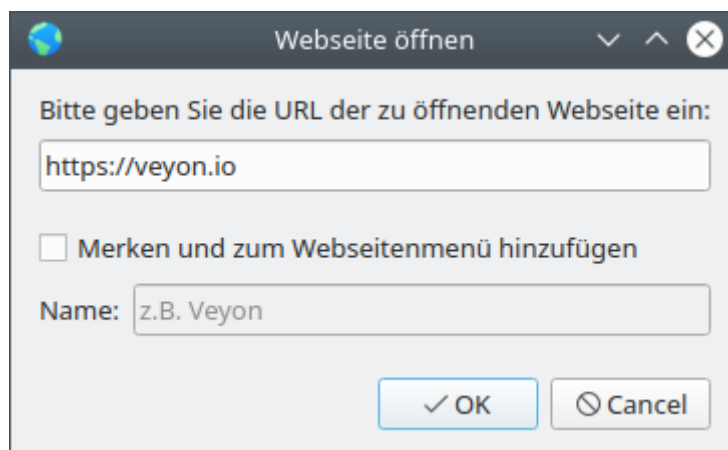 Webseite öffnen
Bitte geben Sie die URL der zu öffnenden Webseite ein:
https://veyon.io
Merken und zum Webseitenmenü hinzufügen
Name: z.B. Veyon
OK Cancel